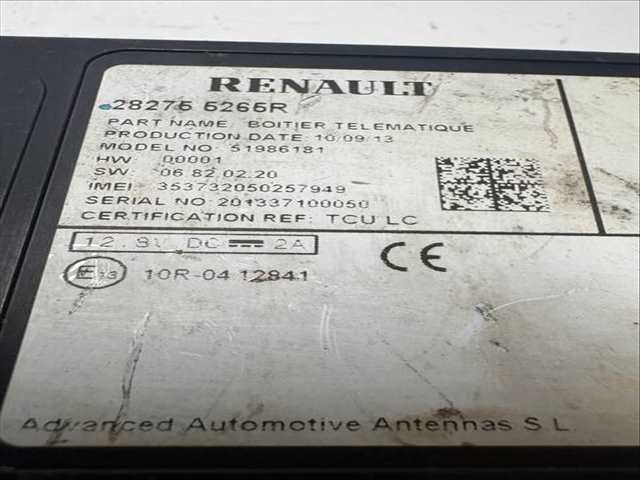 RENAULT
28275 5265R
PART NAME: BOITIER TELEMATIQUE
PRODUCTION DATE: 10/09/13
MODEL NO: 51986181
HW: 00001
SW: 06.82.02.20
IMEI: 353732050257949
SERIAL NO: 201337100050
CERTIFICATION REF: TCU LC
12.8V DC 2A
CE
E13 10R-04 12841
Advanced Automotive Antennas S.L.